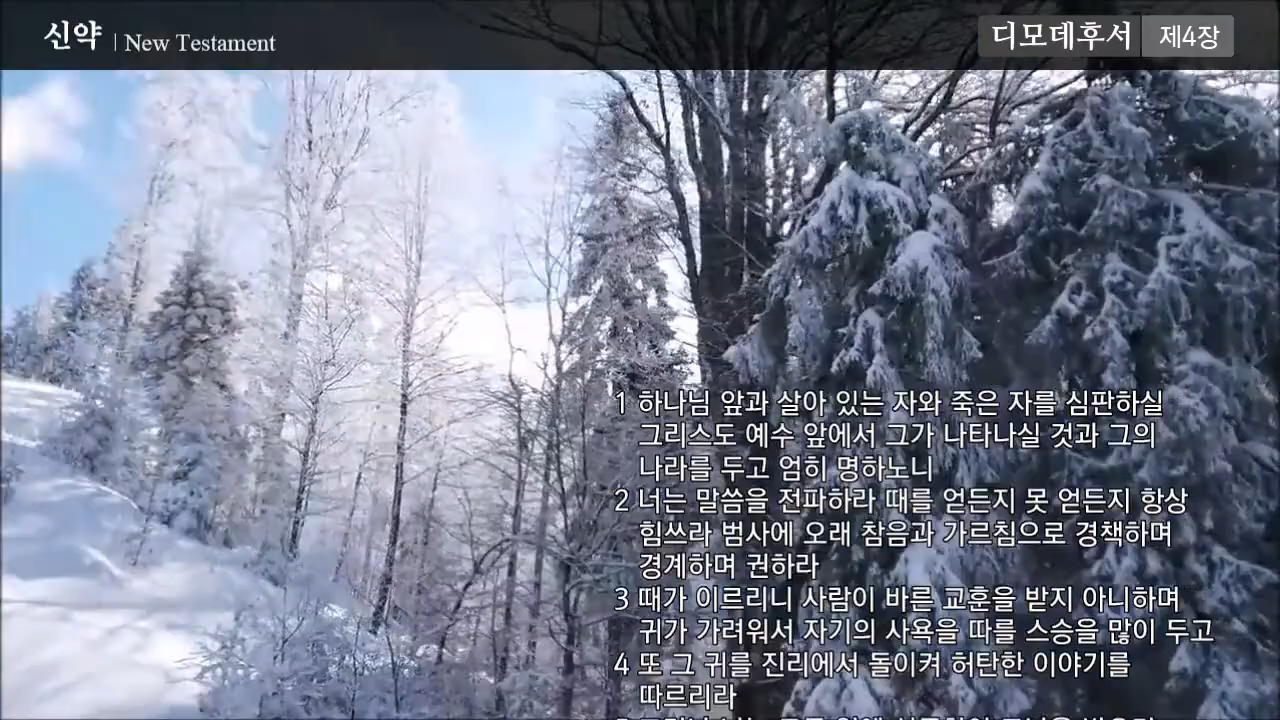 신약 | New Testament
디모데후서 제4장
1 하나님 앞과 살아 있는 자와 죽은 자를 심판하실
그리스도 예수 앞에서 그가 나타나실 것과 그의
나라를 두고 엄히 명하노니
2 너는 말씀을 전파하라 때를 얻든지 못 얻든지 항상
힘쓰라 범사에 오래 참음과 가르침으로 경책하며
경계하며 권하라
3 때가 이르리니 사람이 바른 교훈을 받지 아니하며
귀가 가려워서 자기의 사욕을 따를 스승을 많이 두고
4 또 그 귀를 진리에서 돌이켜 허탄한 이야기를
따르리라